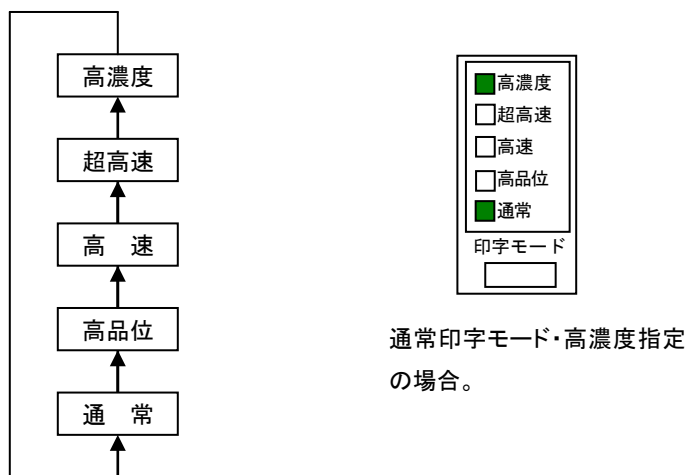 高濃度
超高速
高　速
高品位
通　常
高濃度
超高速
高速
高品位
通常
印字モード
通常印字モード・高濃度指定
の場合。